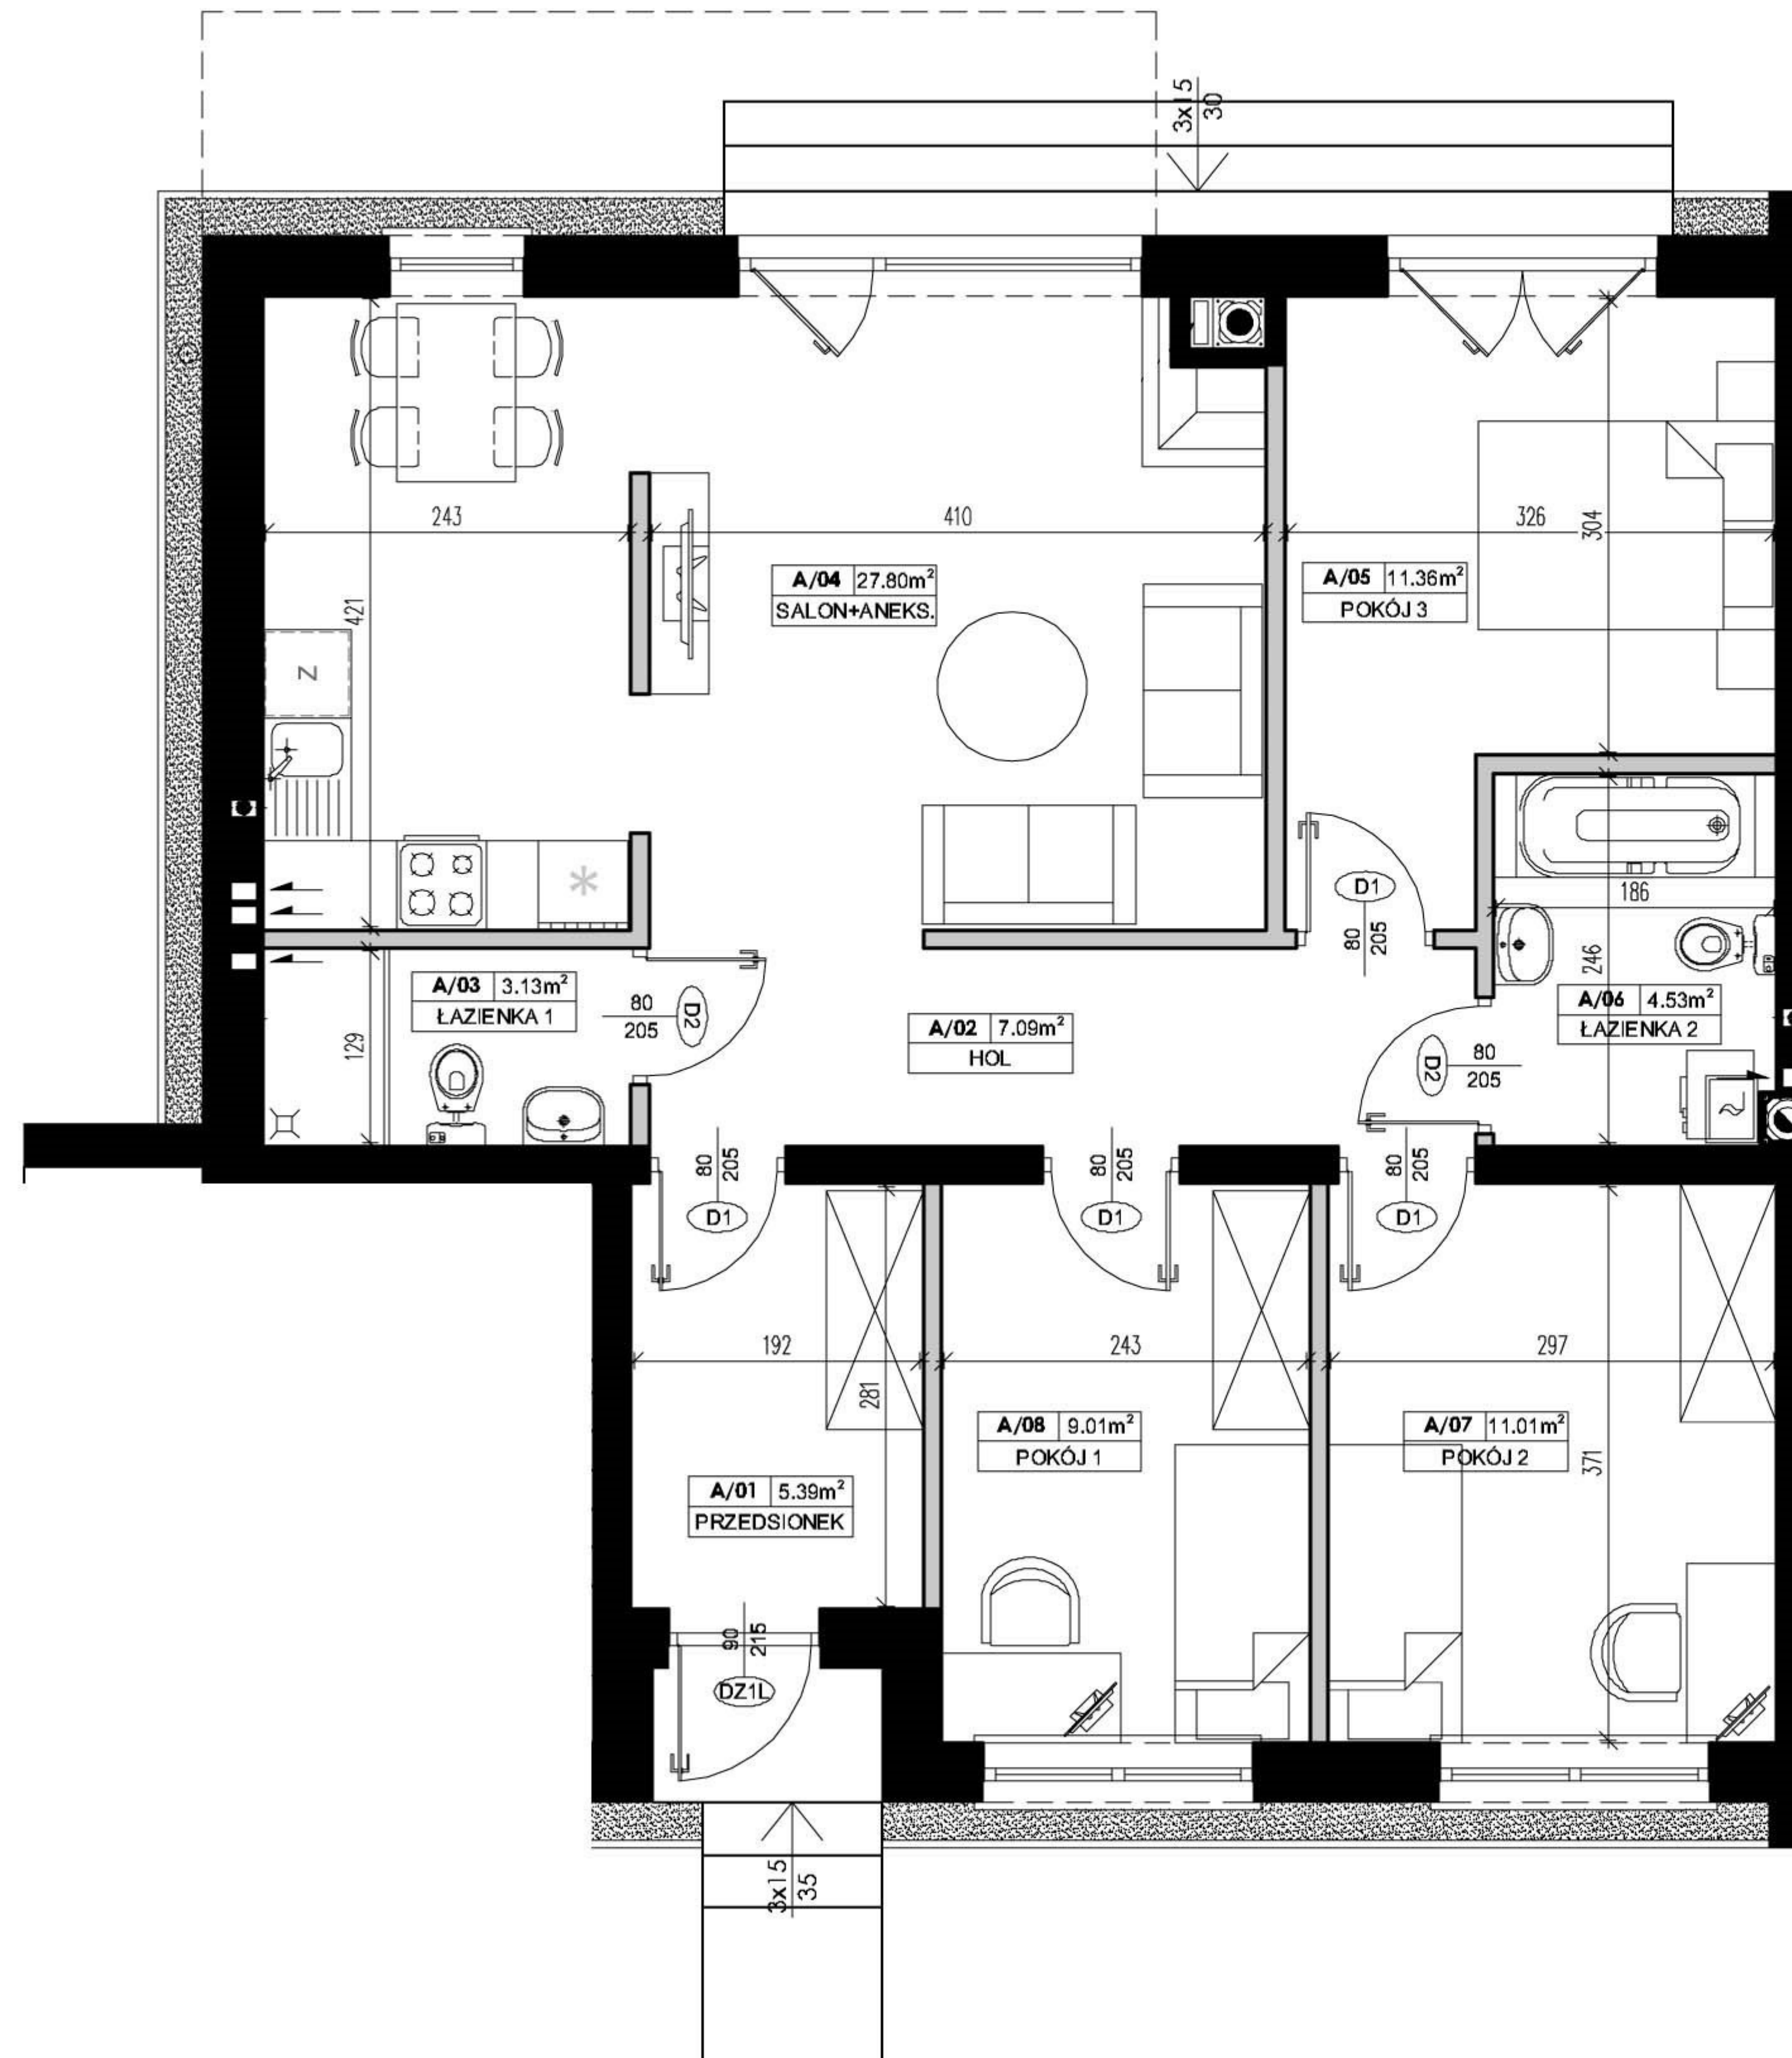 3x15
30
243
410
326
304
421
A/04 27.80m²
SALON+ANEKS.
A/05 11.36m²
POKÓJ 3
Z
*
D1
80
205
186
246
A/03 3.13m²
ŁAZIENKA 1
129
80
205
D2
A/02 7.09m²
HOL
A/06 4.53m²
ŁAZIENKA 2
D2
80
205
80
205
D1
80
205
D1
80
205
D1
192
281
243
297
371
A/08 9.01m²
POKÓJ 1
A/07 11.01m²
POKÓJ 2
A/01 5.39m²
PRZEDSIONEK
90
215
DZ1L
3x15
35